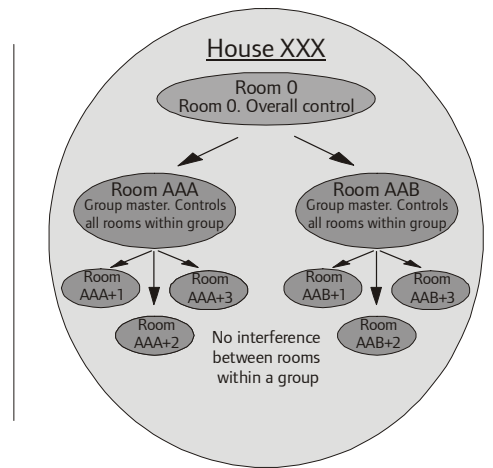 House XXX
Room 0
Room 0. Overall control
Room AAA
Group master. Controls
all rooms within group
Room AAB
Group master. Controls
all rooms within group
Room
AAA+1
Room
AAA+3
Room
AAA+2
Room
AAB+1
Room
AAB+3
Room
AAB+2
No interference
between rooms
within a group